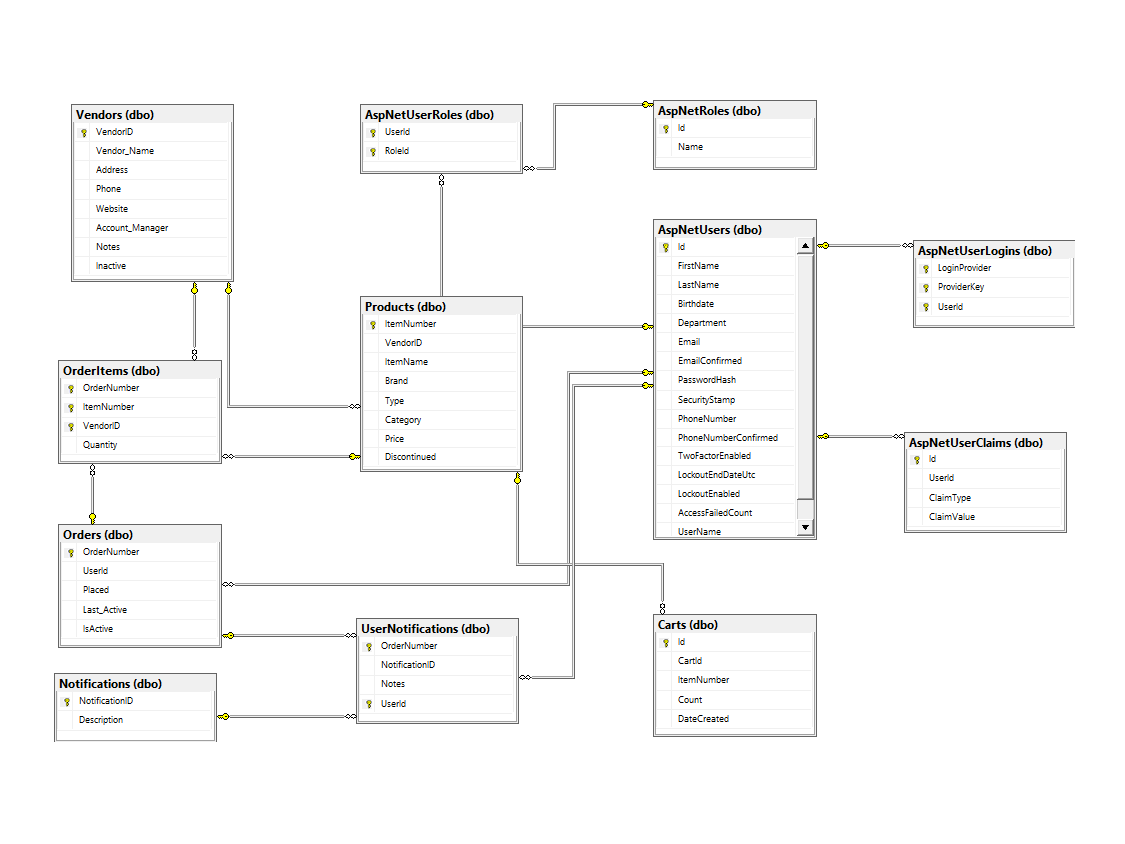 Vendors (dbo)
VendorID
Vendor_Name
Address
Phone
Website
Account_Manager
Notes
Inactive
AspNetUserRoles (dbo)
UserId
RoleId
AspNetRoles (dbo)
Id
Name
AspNetUsers (dbo)
Id
FirstName
LastName
Birthdate
Department
Email
EmailConfirmed
PasswordHash
SecurityStamp
PhoneNumber
PhoneNumberConfirmed
TwoFactorEnabled
LockoutEndDateUtc
LockoutEnabled
AccessFailedCount
UserName
AspNetUserLogins (dbo)
LoginProvider
ProviderKey
UserId
Products (dbo)
ItemNumber
VendorID
ItemName
Brand
Type
Category
Price
Discontinued
OrderItems (dbo)
OrderNumber
ItemNumber
VendorID
Quantity
AspNetUserClaims (dbo)
Id
UserId
ClaimType
ClaimValue
Orders (dbo)
OrderNumber
UserId
Placed
Last_Active
IsActive
UserNotifications (dbo)
OrderNumber
NotificationID
Notes
UserId
Carts (dbo)
Id
CartId
ItemNumber
Count
DateCreated
Notifications (dbo)
NotificationID
Description